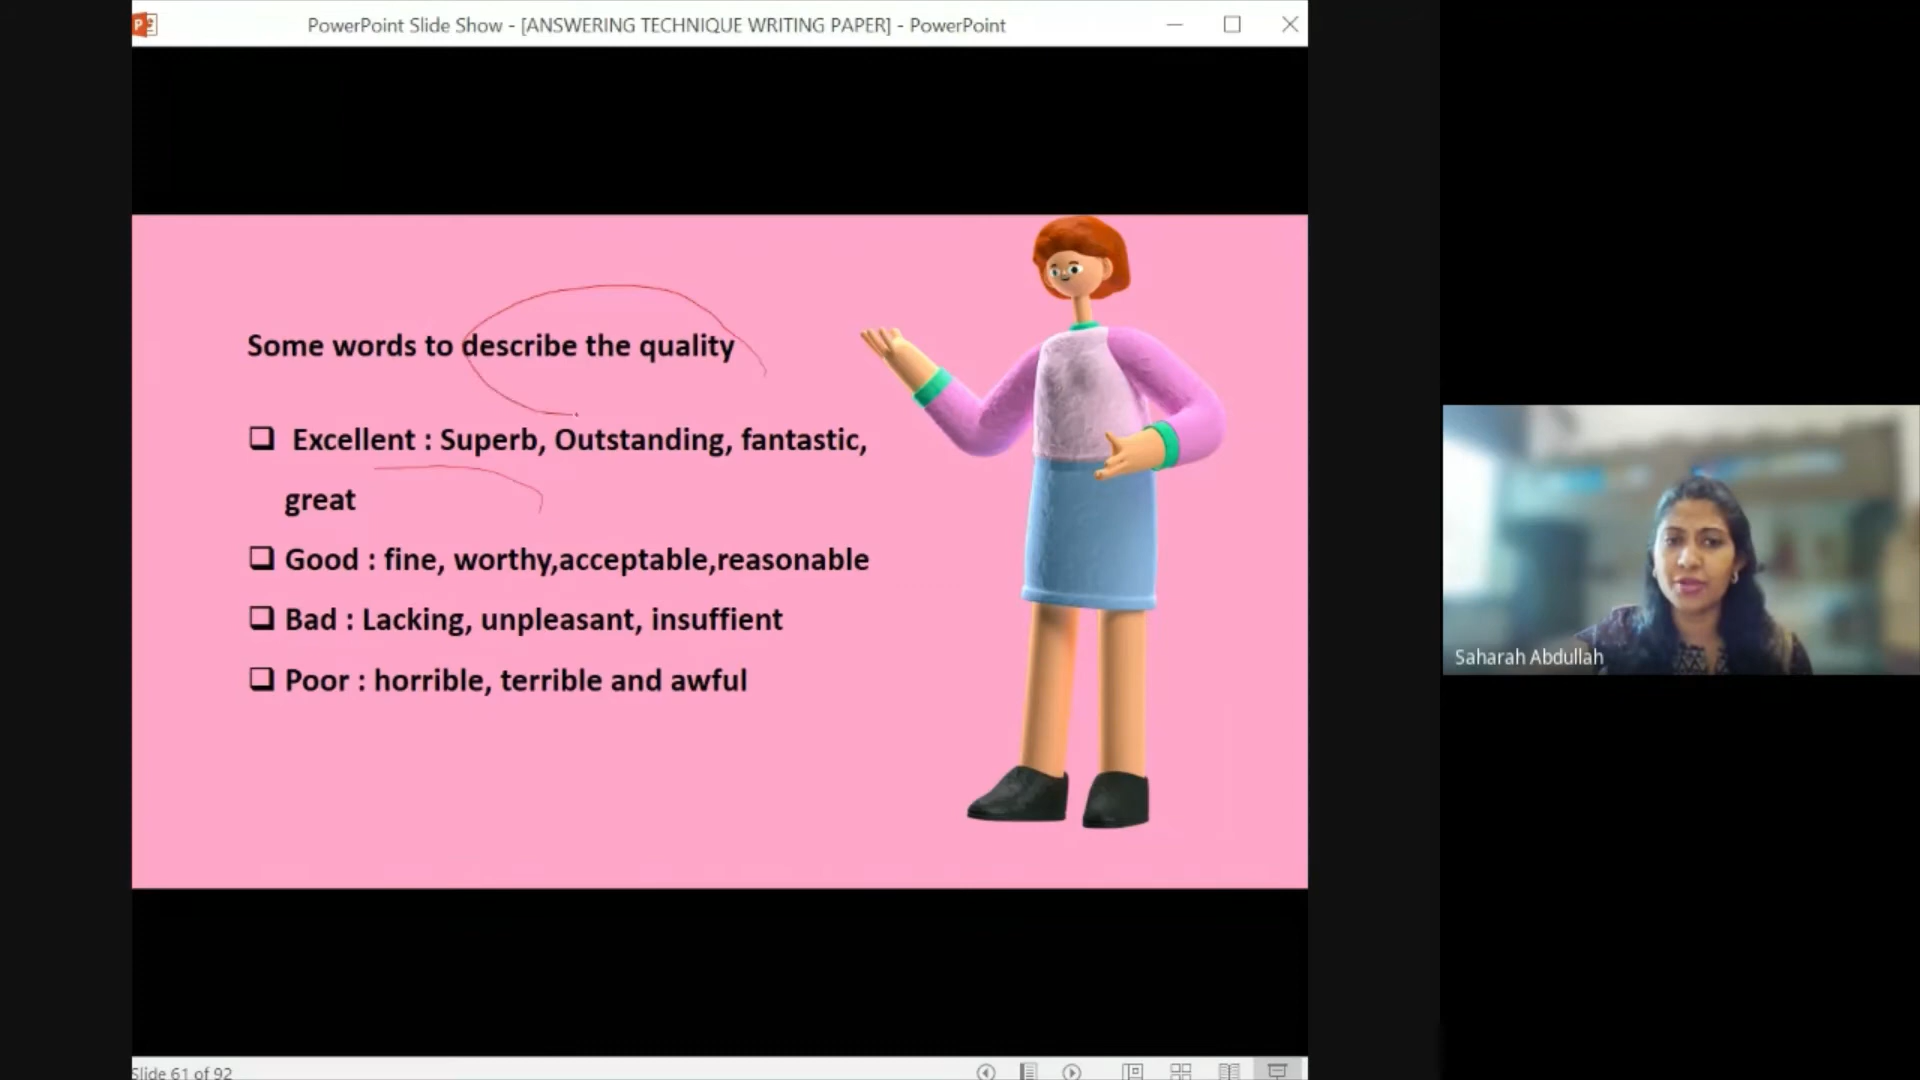 PowerPoint Slide Show - [ANSWERING TECHNIQUE WRITING PAPER] - PowerPoint
Some words to describe the quality
Excellent : Superb, Outstanding, fantastic,
great
Good : fine, worthy,acceptable,reasonable
Bad : Lacking, unpleasant, insuffient
Poor : horrible, terrible and awful
Saharah Abdullah
Slide 61 of 92